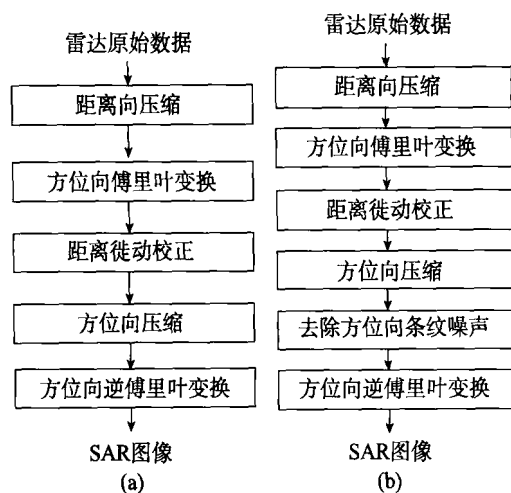 雷达原始数据
距离向压缩
方位向傅里叶变换
距离徙动校正
方位向压缩
方位向逆傅里叶变换
SAR图像
(a)
雷达原始数据
距离向压缩
方位向傅里叶变换
距离徙动校正
方位向压缩
去除方位向条纹噪声
方位向逆傅里叶变换
SAR图像
(b)